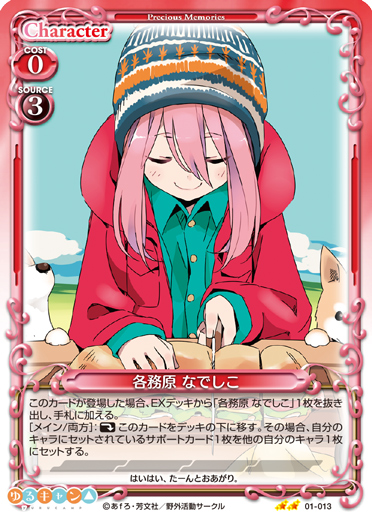 Precious Memories
Character
COST
0
SOURCE
3
各務原 なでしこ
このカードが登場した場合、EXデッキから「各務原 なでしこ」1枚を抜
き出し、手札に加える。
[メイン/両方]: このカードをデッキの下に移す。その場合、自分の
キャラにセットされているサポートカード1枚を他の自分のキャラ1枚
にセットする。
はいはい、たーんとおあがり。
ゆるキャン△
©あfろ・芳文社/野外活動サークル
01-013